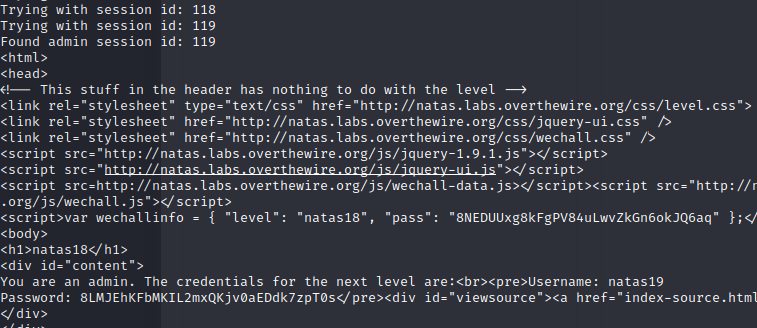 Trying with session id: 118
Trying with session id: 119
Found admin session id: 119
<html>
<head>
<!-- This stuff in the header has nothing to do with the level -->
<link rel="stylesheet" type="text/css" href="http://natas.labs.overthewire.org/css/level.css">
<link rel="stylesheet" href="http://natas.labs.overthewire.org/css/jquery-ui.css" />
<link rel="stylesheet" href="http://natas.labs.overthewire.org/css/wechall.css" />
<script src="http://natas.labs.overthewire.org/js/jquery-1.9.1.js"></script>
<script src="http://natas.labs.overthewire.org/js/jquery-ui.js"></script>
<script src=http://natas.labs.overthewire.org/js/wechall-data.js></script><script src="http://n
.org/js/wechall.js"></script>
<script>var wechallinfo = { "level": "natas18", "pass": "8NEDUUxg8kFgPV84uLwvZkGn6okJQ6aq" };</
<body>
<h1>natas18</h1>
<div id="content">
You are an admin. The credentials for the next level are:<br><pre>Username: natas19
Password: 8LMJEhKFbMKIL2mxQKjv0aEDdk7zpT0s</pre><div id="viewsource"><a href="index-source.html
</div>